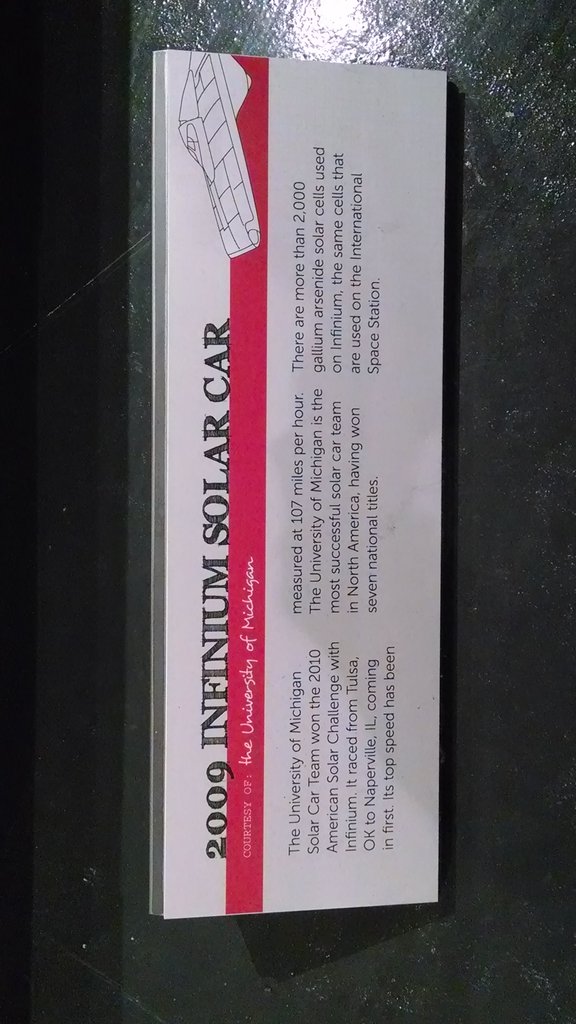 2009 INFINIUM SOLAR CAR
COURTESY OF: the University of Michigan
The University of Michigan
Solar Car Team won the 2010
American Solar Challenge with
Infinium. It raced from Tulsa,
OK to Naperville, IL, coming
in first. Its top speed has been
measured at 107 miles per hour.
The University of Michigan is the
most successful solar car team
in North America, having won
seven national titles.
There are more than 2,000
gallium arsenide solar cells used
on Infinium, the same cells that
are used on the International
Space Station.